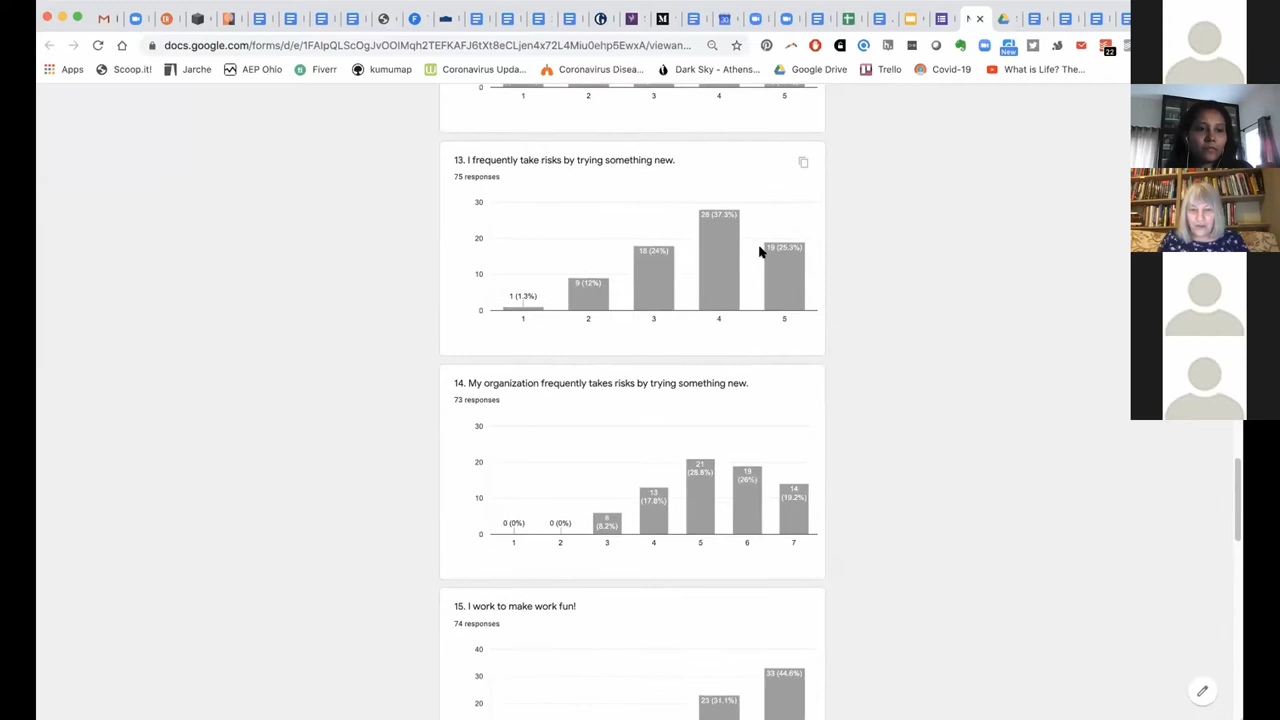 docs.google.com/forms/d/e/1FAIpQLScOgJvOOIMqh2TEFKAFJ6tXt8eCLjen4x72L4Miu0ehp5EwxA/viewan...
New
22
Apps Scoop.it! Jarche AEP Ohio Fiverr kumumap Coronavirus Upda... Coronavirus Disea... Dark Sky - Athens... Google Drive Trello Covid-19 What is Life? The...
0
1 2 3 4 5
13. I frequently take risks by trying something new.
75 responses
30
20
10
0
1 (1.3%)
9 (12%)
18 (24%)
28 (37.3%)
19 (25.3%)
1 2 3 4 5
14. My organization frequently takes risks by trying something new.
73 responses
30
20
10
0
0 (0%)
0 (0%)
6
(8.2%)
13
(17.8%)
21
(28.8%)
19
(26%)
14
(19.2%)
1 2 3 4 5 6 7
15. I work to make work fun!
74 responses
40
30
20
23 (31.1%)
33 (44.6%)